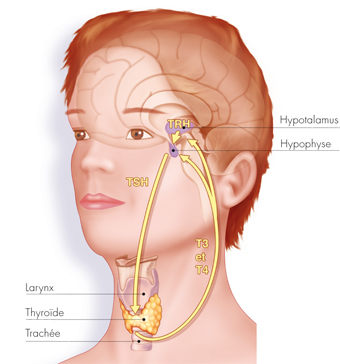 TRH
Hypotalamus
Hypophyse
TSH
T3
et
T4
Larynx
Thyroïde
Trachée